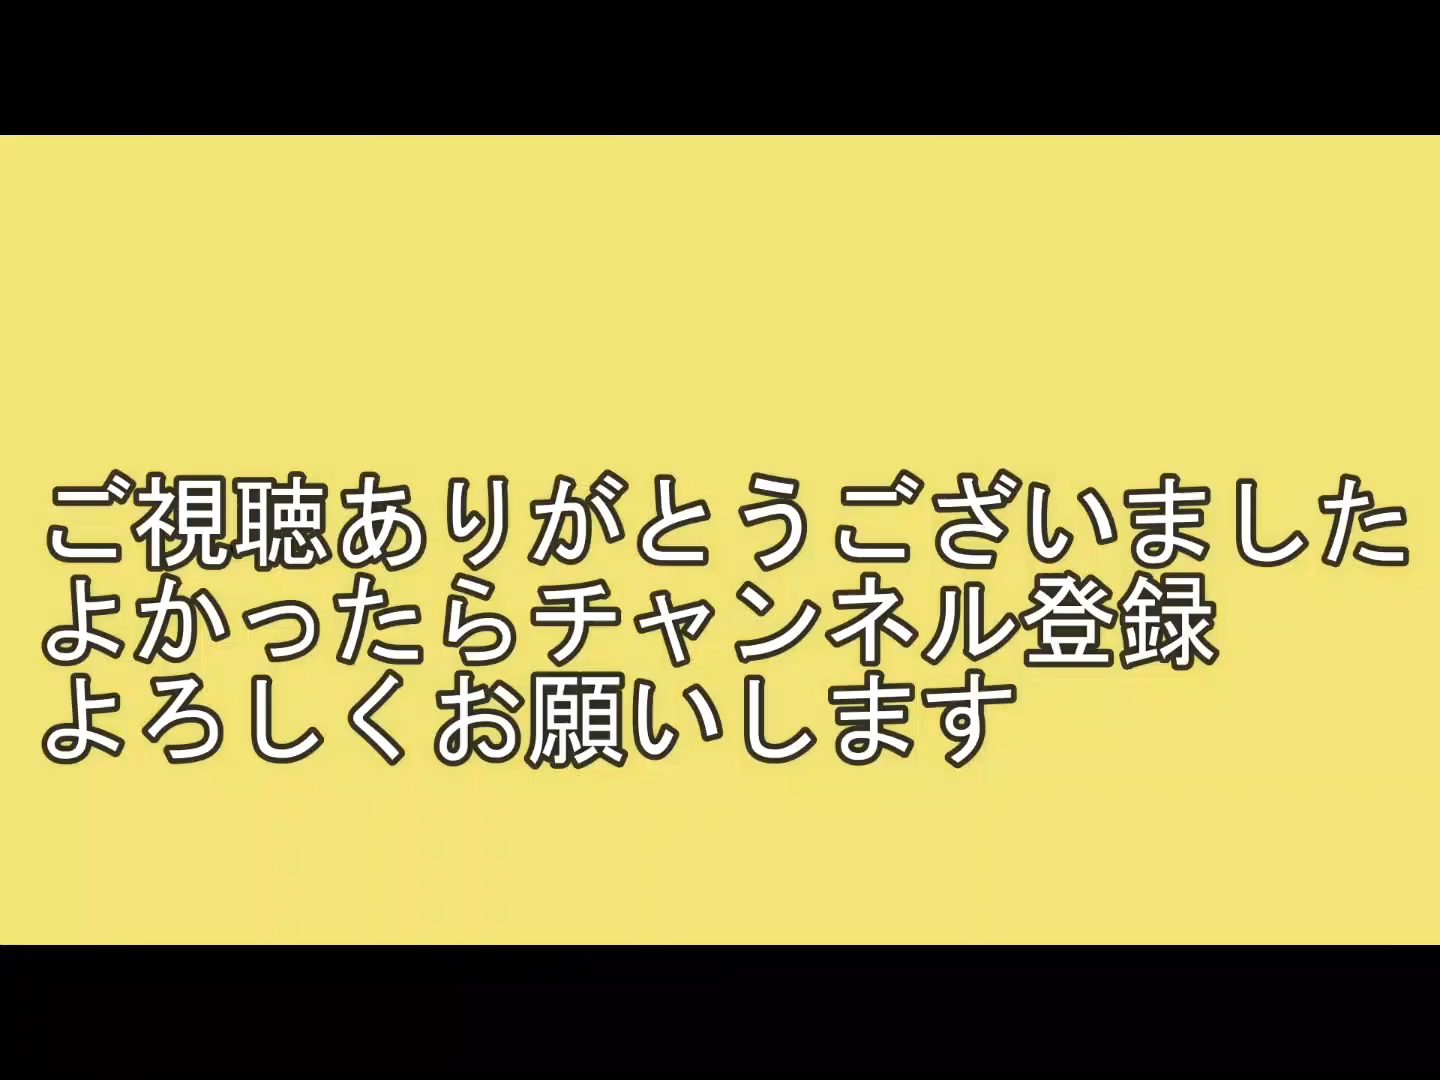 ご視聴ありがとうございました
よかったらチャンネル登録
よろしくお願いします